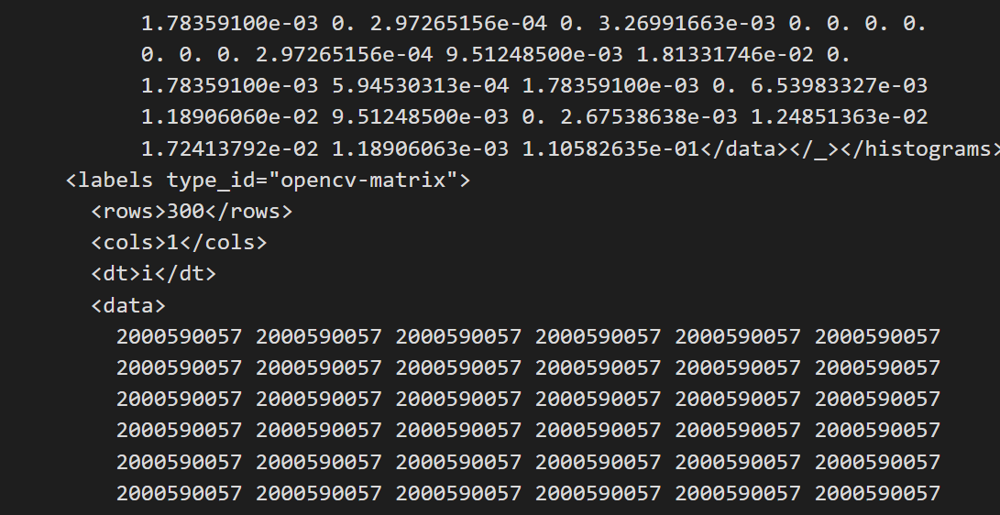 1.78359100e-03 0. 2.97265156e-04 0. 3.26991663e-03 0. 0. 0. 0.
0. 0. 0. 2.97265156e-04 9.51248500e-03 1.81331746e-02 0.
1.78359100e-03 5.94530313e-04 1.78359100e-03 0. 6.53983327e-03
1.18906060e-02 9.51248500e-03 0. 2.67538638e-03 1.24851363e-02
1.72413792e-02 1.18906063e-03 1.10582635e-01</data></_></histograms>
<labels type_id="opencv-matrix">
<rows>300</rows>
<cols>1</cols>
<dt>i</dt>
<data>
2000590057 2000590057 2000590057 2000590057 2000590057 2000590057
2000590057 2000590057 2000590057 2000590057 2000590057 2000590057
2000590057 2000590057 2000590057 2000590057 2000590057 2000590057
2000590057 2000590057 2000590057 2000590057 2000590057 2000590057
2000590057 2000590057 2000590057 2000590057 2000590057 2000590057
2000590057 2000590057 2000590057 2000590057 2000590057 2000590057